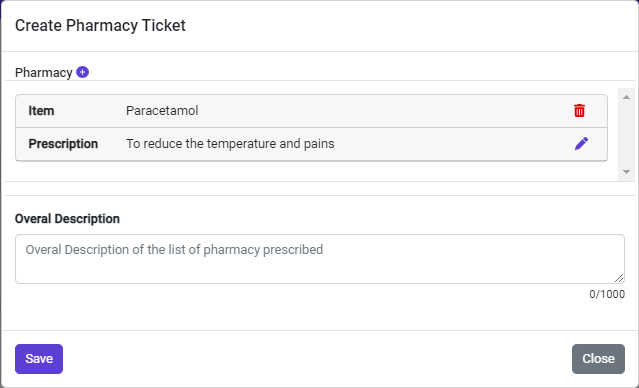 Create Pharmacy Ticket
Pharmacy
Item Paracetamol
Prescription To reduce the temperature and pains
Overal Description
Overal Description of the list of pharmacy prescribed
0/1000
Save Close